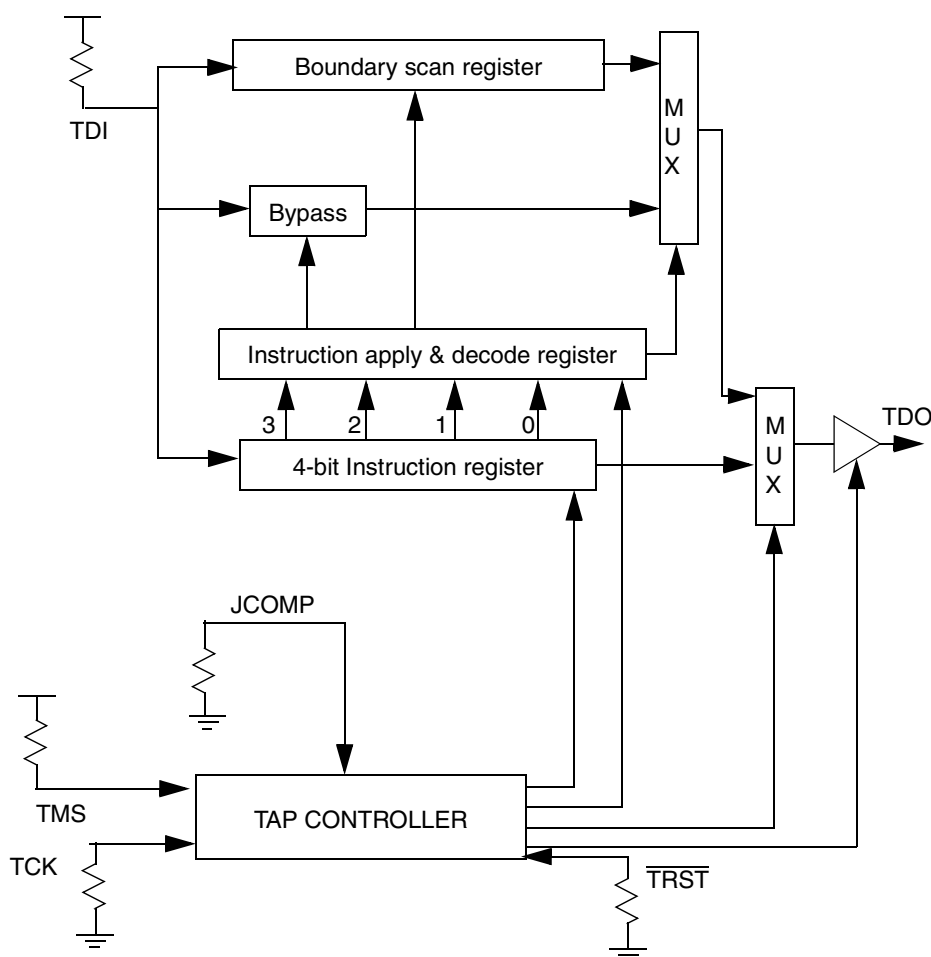 Boundary scan register
M
U
X
TDI
Bypass
Instruction apply & decode register
3 2 1 0
4-bit Instruction register
M
U
X
TDO
JCOMP
TMS
TAP CONTROLLER
TCK
TRST